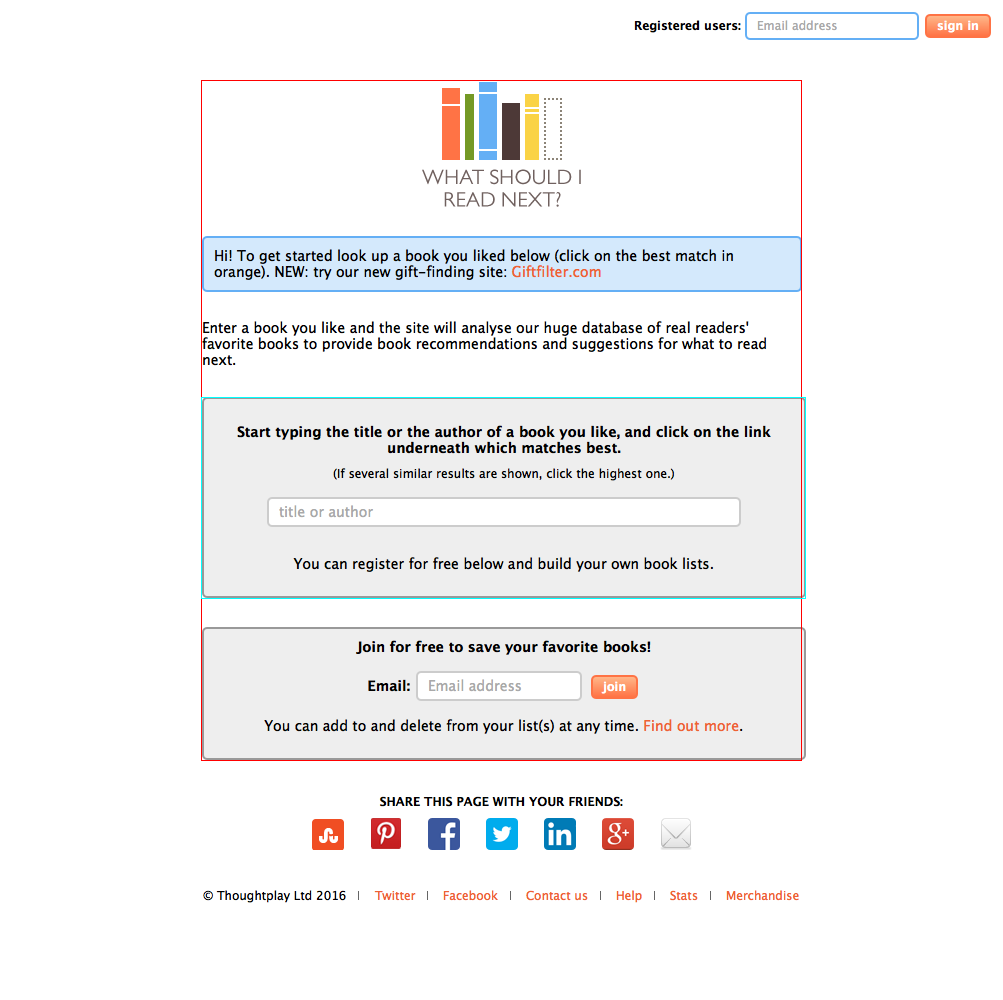 Registered users: Email address sign in
WHAT SHOULD I
READ NEXT?
Hi! To get started look up a book you liked below (click on the best match in
orange). NEW: try our new gift-finding site: Giftfilter.com
Enter a book you like and the site will analyse our huge database of real readers'
favorite books to provide book recommendations and suggestions for what to read
next.
Start typing the title or the author of a book you like, and click on the link
underneath which matches best.
(If several similar results are shown, click the highest one.)
title or author
You can register for free below and build your own book lists.
Join for free to save your favorite books!
Email: Email address join
You can add to and delete from your list(s) at any time. Find out more.
SHARE THIS PAGE WITH YOUR FRIENDS:
© Thoughtplay Ltd 2016 | Twitter | Facebook | Contact us | Help | Stats | Merchandise